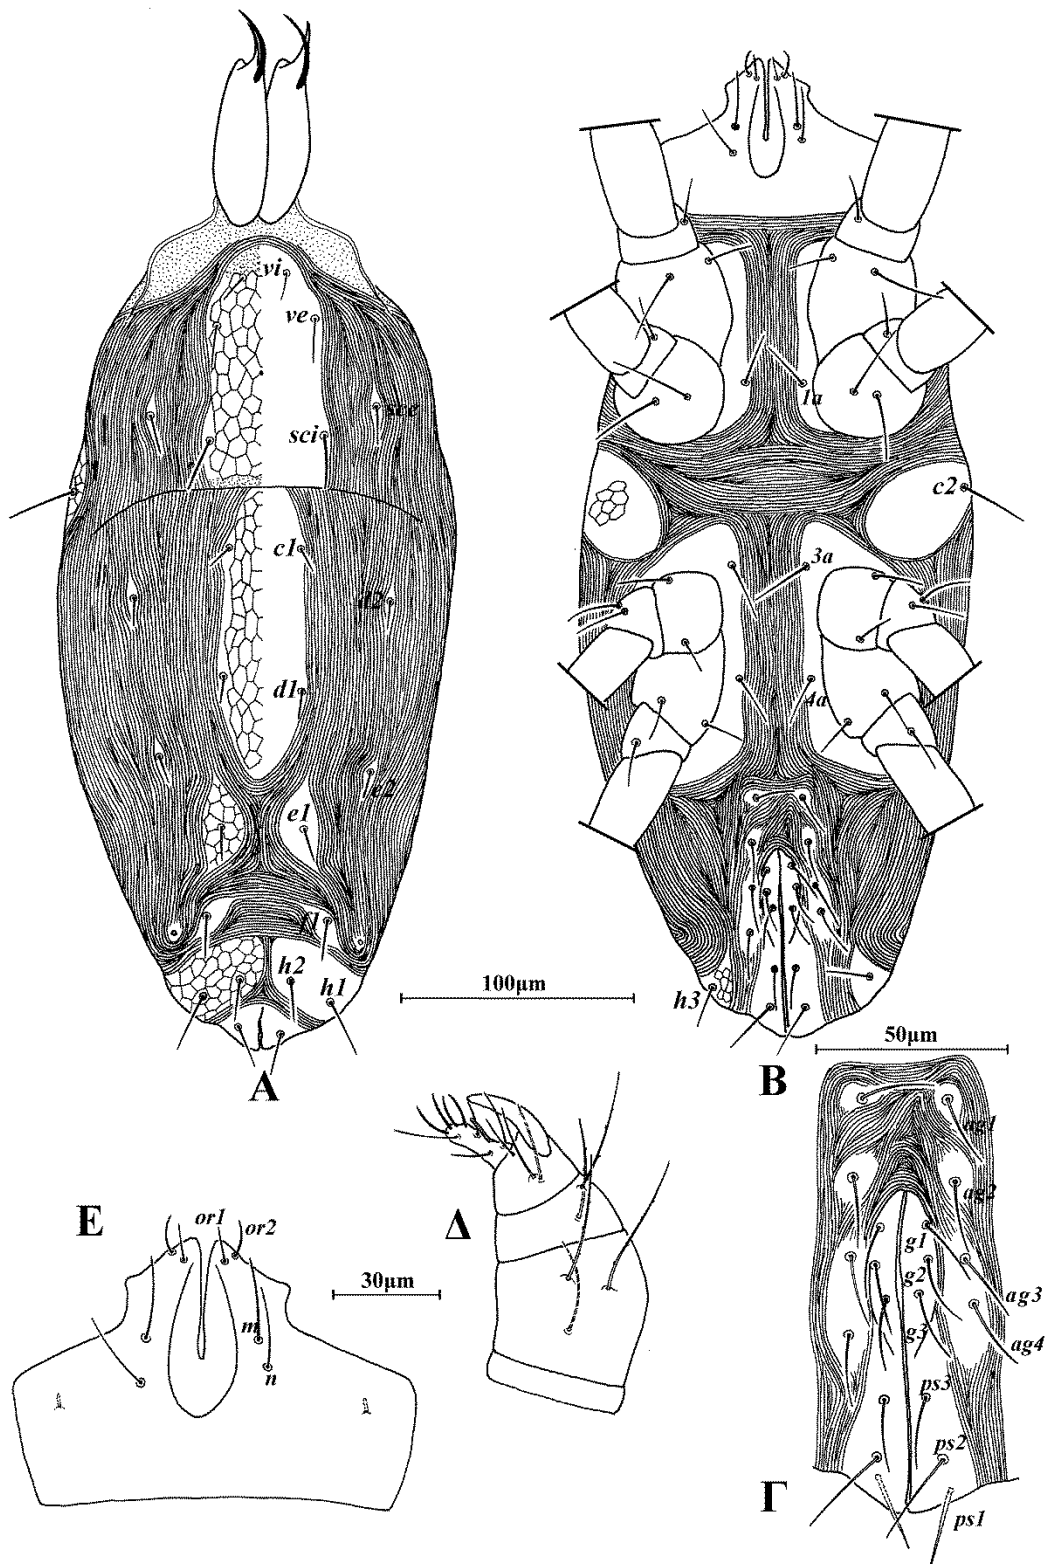 vi
ve
sce
sci
c1
d2
d1
e2
e1
f1
h2
h1
A
100μm
1a
c2
3a
4a
h3
B
50μm
ag1
ag2
g1
g2
ag3
g3
ag4
ps3
ps2
ps1
Γ
Δ
E
or1
or2
30μm
m
n